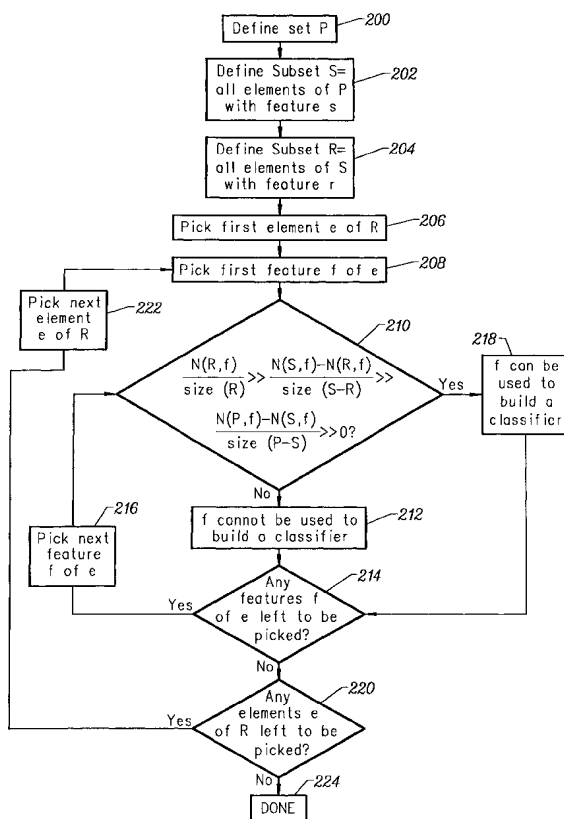 Define set P
200
Define Subset S=
all elements of P
with feature s
202
Define Subset R=
all elements of S
with feature r
204
Pick first element e of R
206
Pick first feature f of e
208
Pick next
element
e of R
222
210
N(R,f) / size (R) >> N(S,f)-N(R,f) / size (S-R) >>
N(P,f)-N(S,f) / size (P-S) >>0?
Yes
218
f can be
used to
build a
classifier
No
f cannot be used to
build a classifier
212
216
Pick next
feature
f of e
214
Any
features f
of e left to be
picked?
Yes
No
220
Any
elements e
of R left to be
picked?
Yes
No
224
DONE